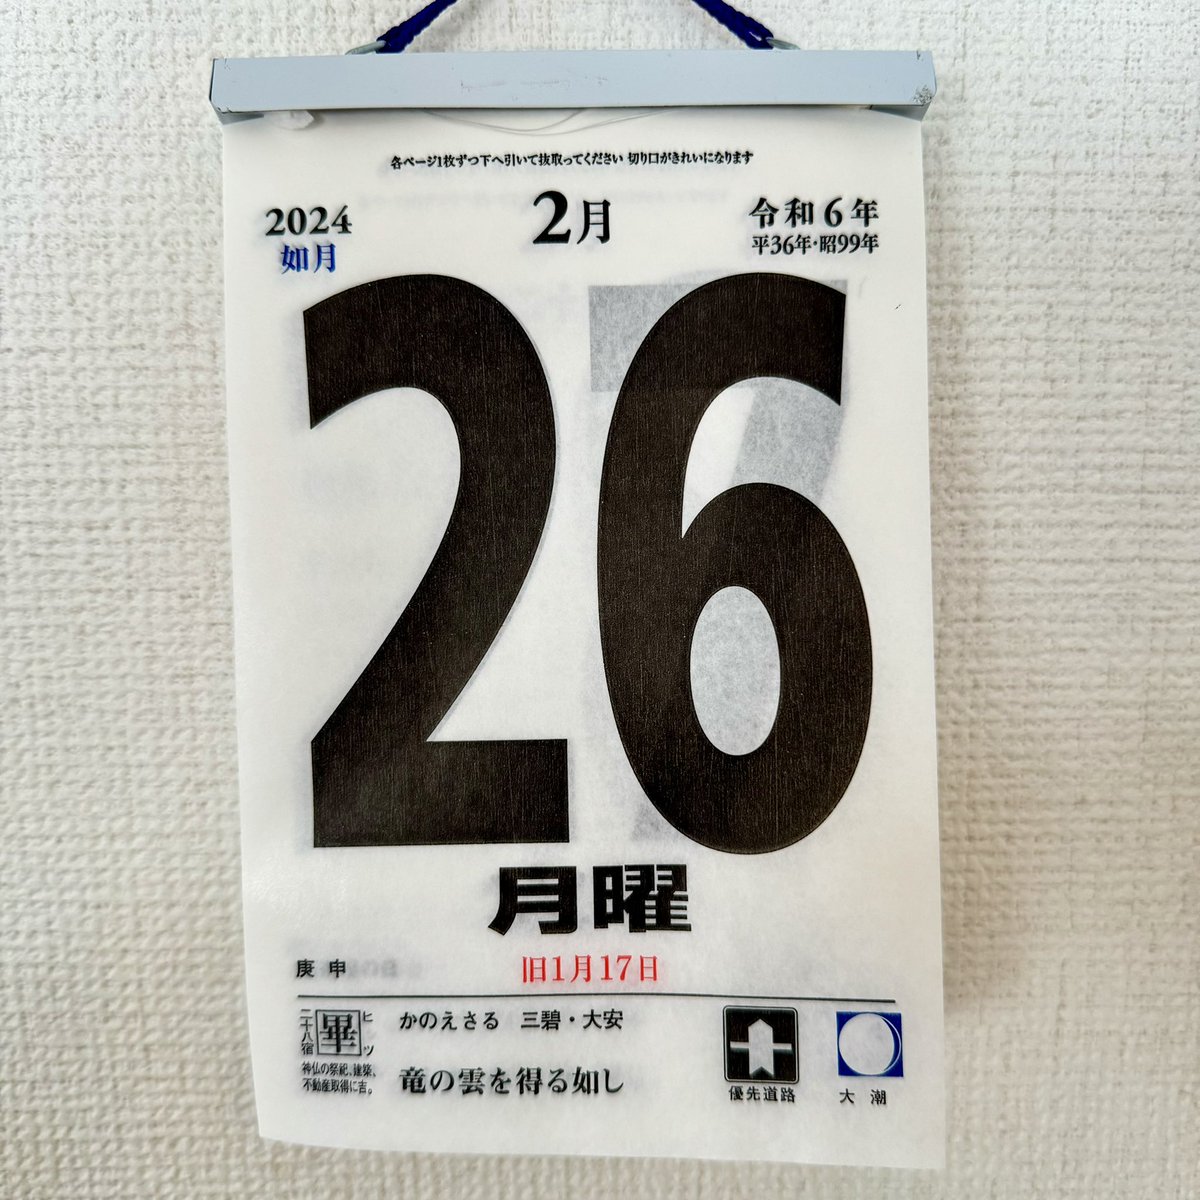 各ページ1枚ずつ下へ引いて抜取ってください 切り口がきれいになります
2024
如月
2月
令和6年
平36年・昭99年
26
月曜
庚申
旧1月17日
二十八宿
畢
ヒツ
神仏の祭祀、建築、
不動産取得に吉。
かのえさる 三碧・大安
竜の雲を得る如し
優先道路
大潮